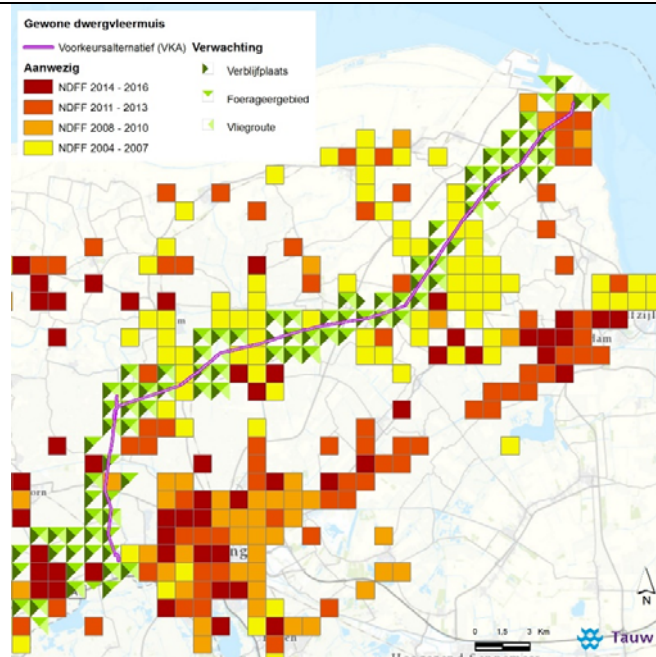 Gewone dwergvleermuis
Voorkeursalternatief (VKA)
Aanwezig
NDFF 2014 - 2016
NDFF 2011 - 2013
NDFF 2008 - 2010
NDFF 2004 - 2007
Verwachting
Verblijfplaats
Foerageergebied
Vliegroute
N
0 1,5 3 Km
Tauw